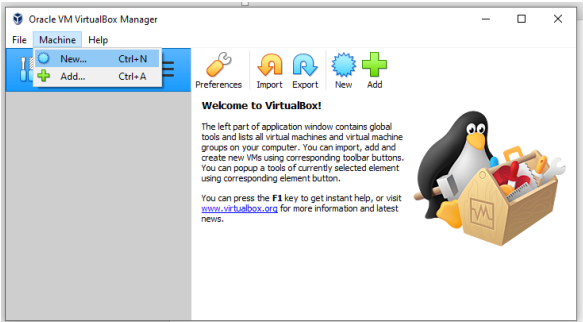 Oracle VM VirtualBox Manager
File Machine Help
New... Ctrl+N
Add... Ctrl+A
Preferences Import Export New Add
Welcome to VirtualBox!
The left part of application window contains global
tools and lists all virtual machines and virtual machine
groups on your computer. You can import, add and
create new VMs using corresponding toolbar buttons.
You can popup a tools of currently selected element
using corresponding element button.
You can press the F1 key to get instant help, or visit
www.virtualbox.org for more information and latest
news.